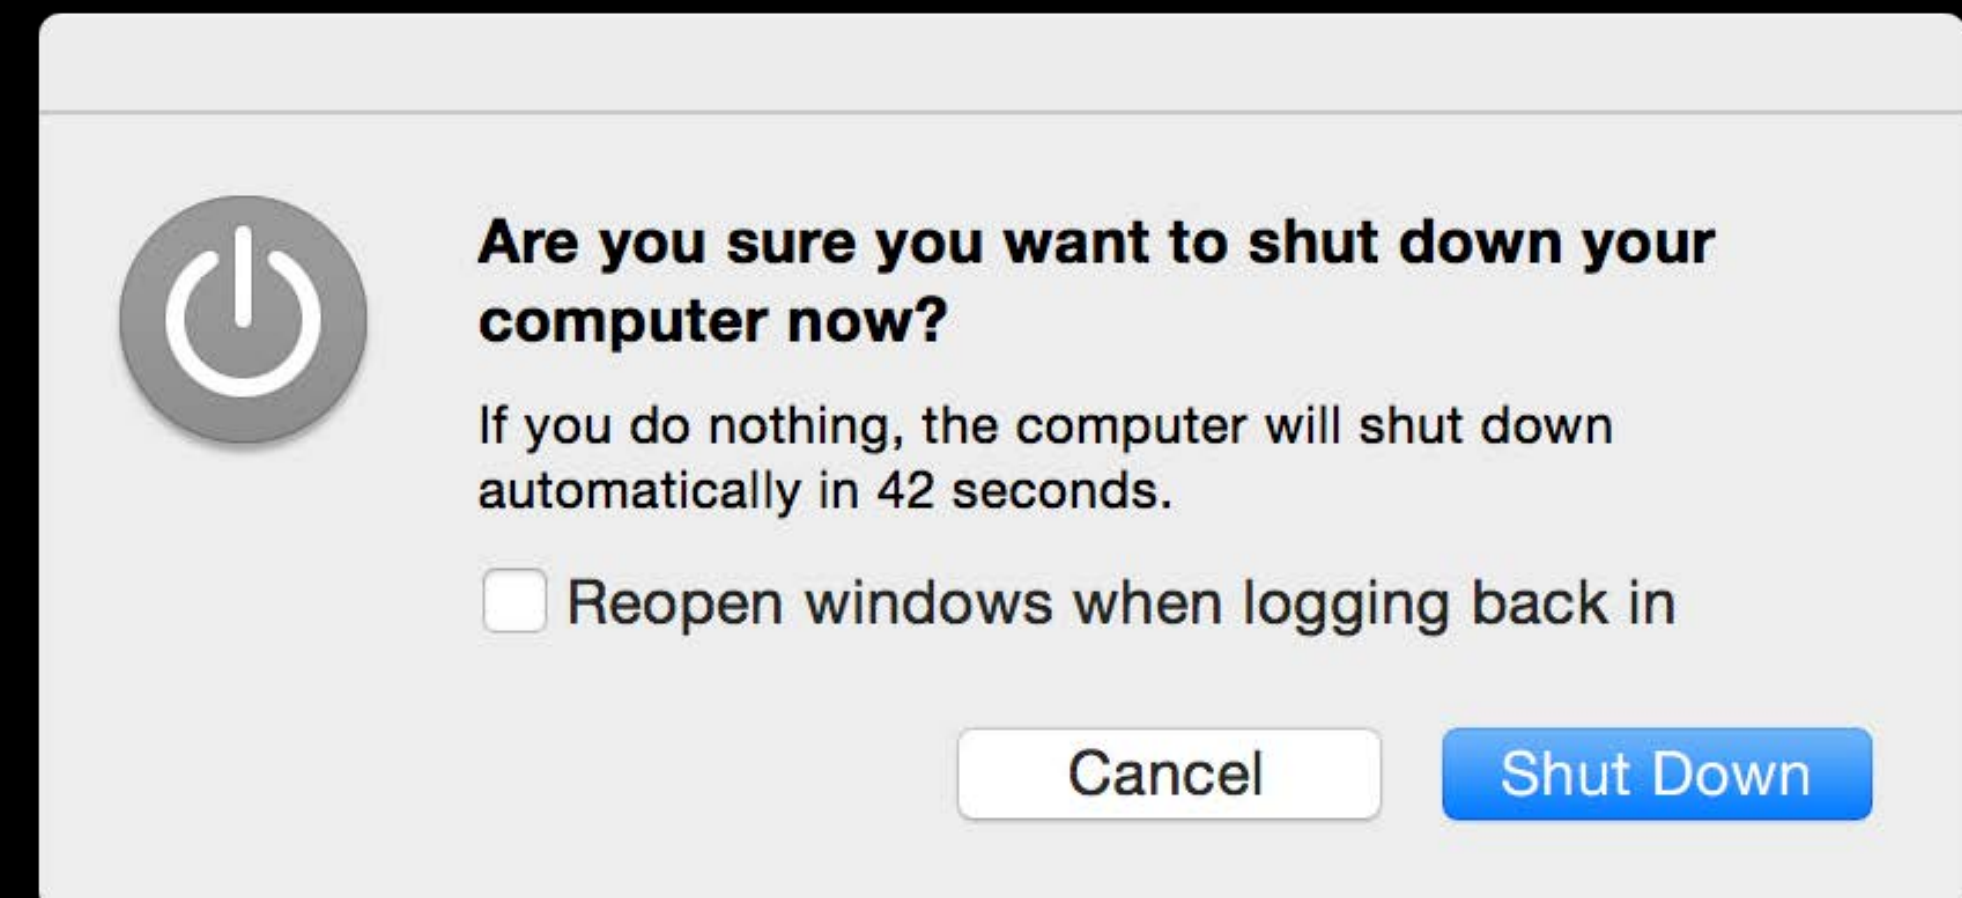 Are you sure you want to shut down your
computer now?
If you do nothing, the computer will shut down
automatically in 42 seconds.
Reopen windows when logging back in
Cancel
Shut Down